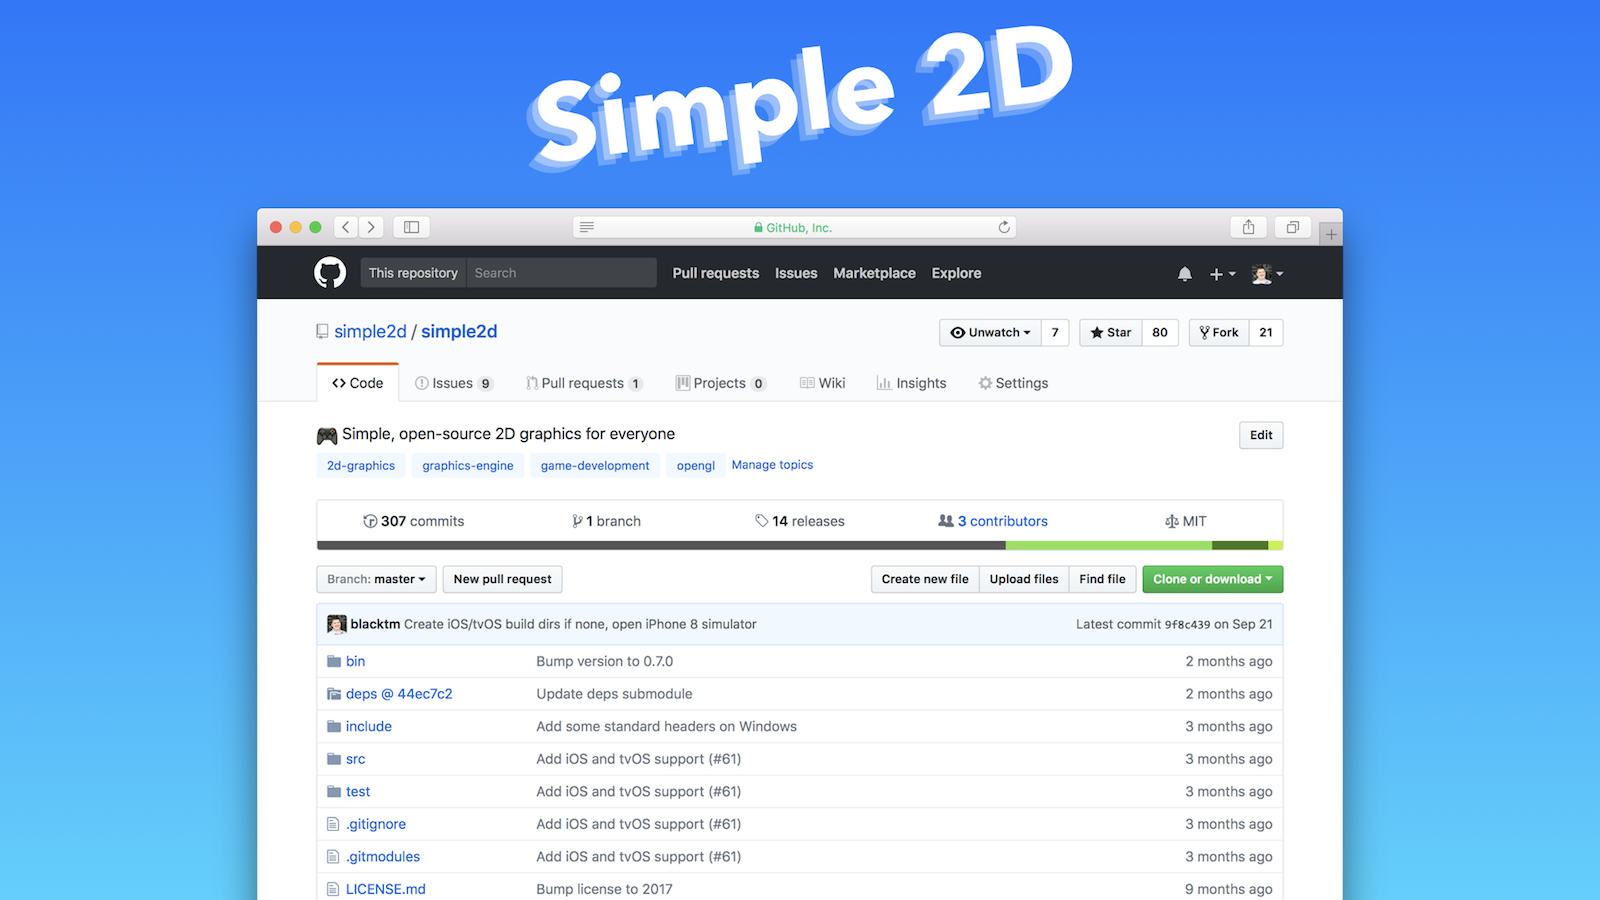 Simple 2D
GitHub, Inc.
This repository Search Pull requests Issues Marketplace Explore
simple2d / simple2d Unwatch 7 Star 80 Fork 21
Code Issues 9 Pull requests 1 Projects 0 Wiki Insights Settings
Simple, open-source 2D graphics for everyone Edit
2d-graphics graphics-engine game-development opengl Manage topics
307 commits 1 branch 14 releases 3 contributors MIT
Branch: master New pull request Create new file Upload files Find file Clone or download
blacktm Create iOS/tvOS build dirs if none, open iPhone 8 simulator Latest commit 9f8c439 on Sep 21
bin Bump version to 0.7.0 2 months ago
deps @ 44ec7c2 Update deps submodule 2 months ago
include Add some standard headers on Windows 3 months ago
src Add iOS and tvOS support (#61) 3 months ago
test Add iOS and tvOS support (#61) 3 months ago
.gitignore Add iOS and tvOS support (#61) 3 months ago
.gitmodules Add iOS and tvOS support (#61) 3 months ago
LICENSE.md Bump license to 2017 9 months ago